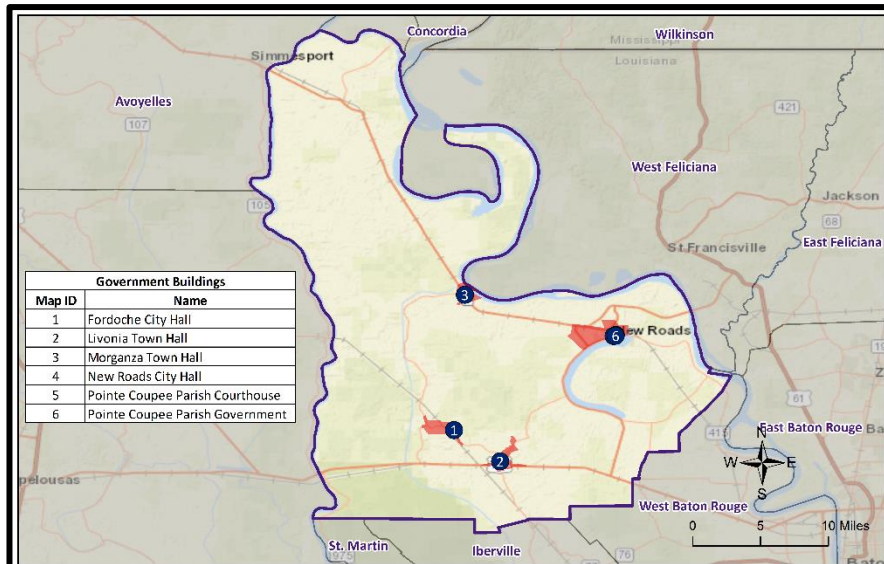 Concordia
Wilkinson
Mississippi
Louisiana
Simmesport
Avoyelles
107
421
West Feliciana
Jackson
105
68
East Feliciana
St Francisville
Government Buildings
Map ID Name
1 Fordoche City Hall
2 Livonia Town Hall
3 Morganza Town Hall
4 New Roads City Hall
5 Pointe Coupee Parish Courthouse
6 Pointe Coupee Parish Government
3
6
ew Roads
1
2
61
East Baton Rouge
Ba
N
W E
S
pelousas
West Baton Rouge
0 5 10 Miles
St. Martin
Iberville
76